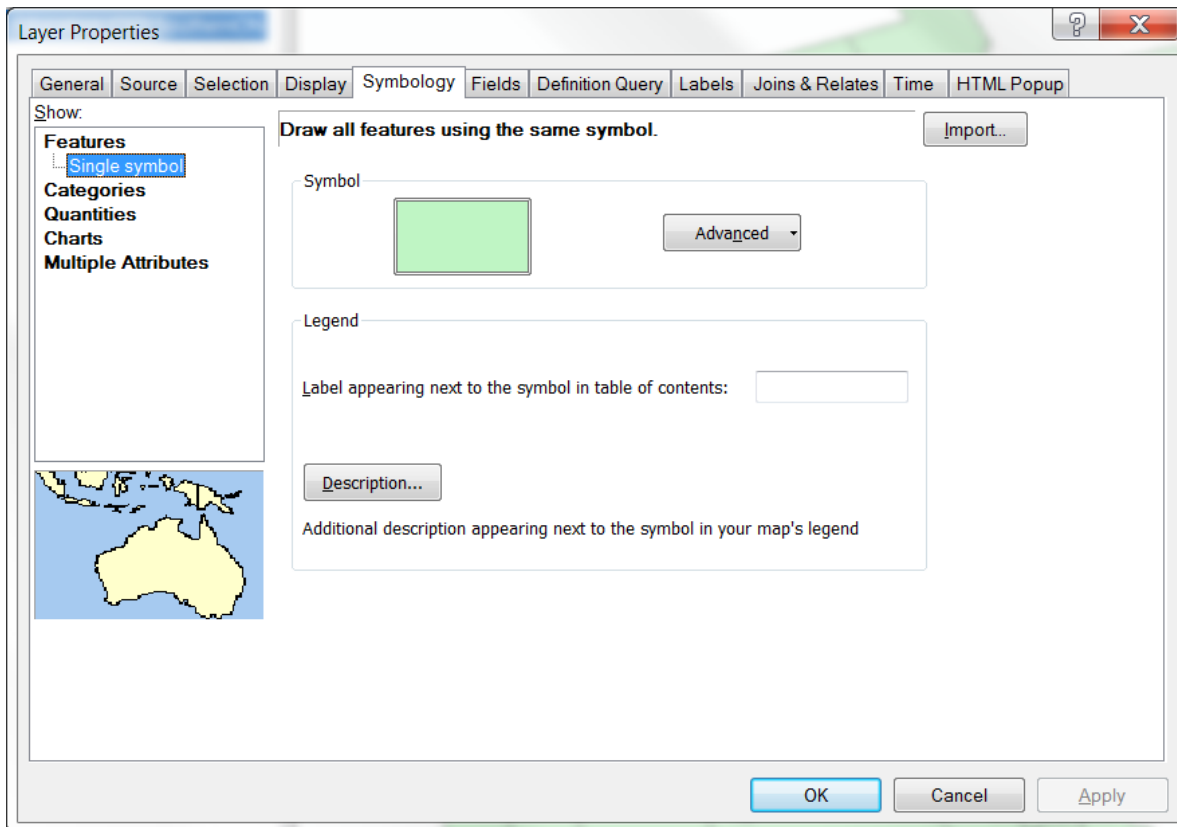 Layer Properties
General Source Selection Display Symbology Fields Definition Query Labels Joins & Relates Time HTML Popup
Show:
Features
Single symbol
Categories
Quantities
Charts
Multiple Attributes
Draw all features using the same symbol.
Import...
Symbol
Advanced
Legend
Label appearing next to the symbol in table of contents:
Description...
Additional description appearing next to the symbol in your map's legend
OK Cancel Apply